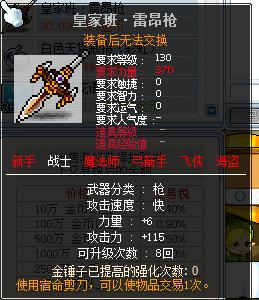 皇家班·雷昂枪
装备后无法交换
要求等级: 130
要求力量: 370
要求敏捷: -
要求智力: -
要求运气: -
要求人气度: -
道具等级: -
道具经验值: -
新手 战士 魔法师 弓箭手 飞侠 海盗
武器分类: 枪
攻击速度: 快
力量: +6
攻击力: +115
可升级次数: 8回
金锤子已提高的强化次数: 0
使用宿命剪刀，可以使物品交易1次。